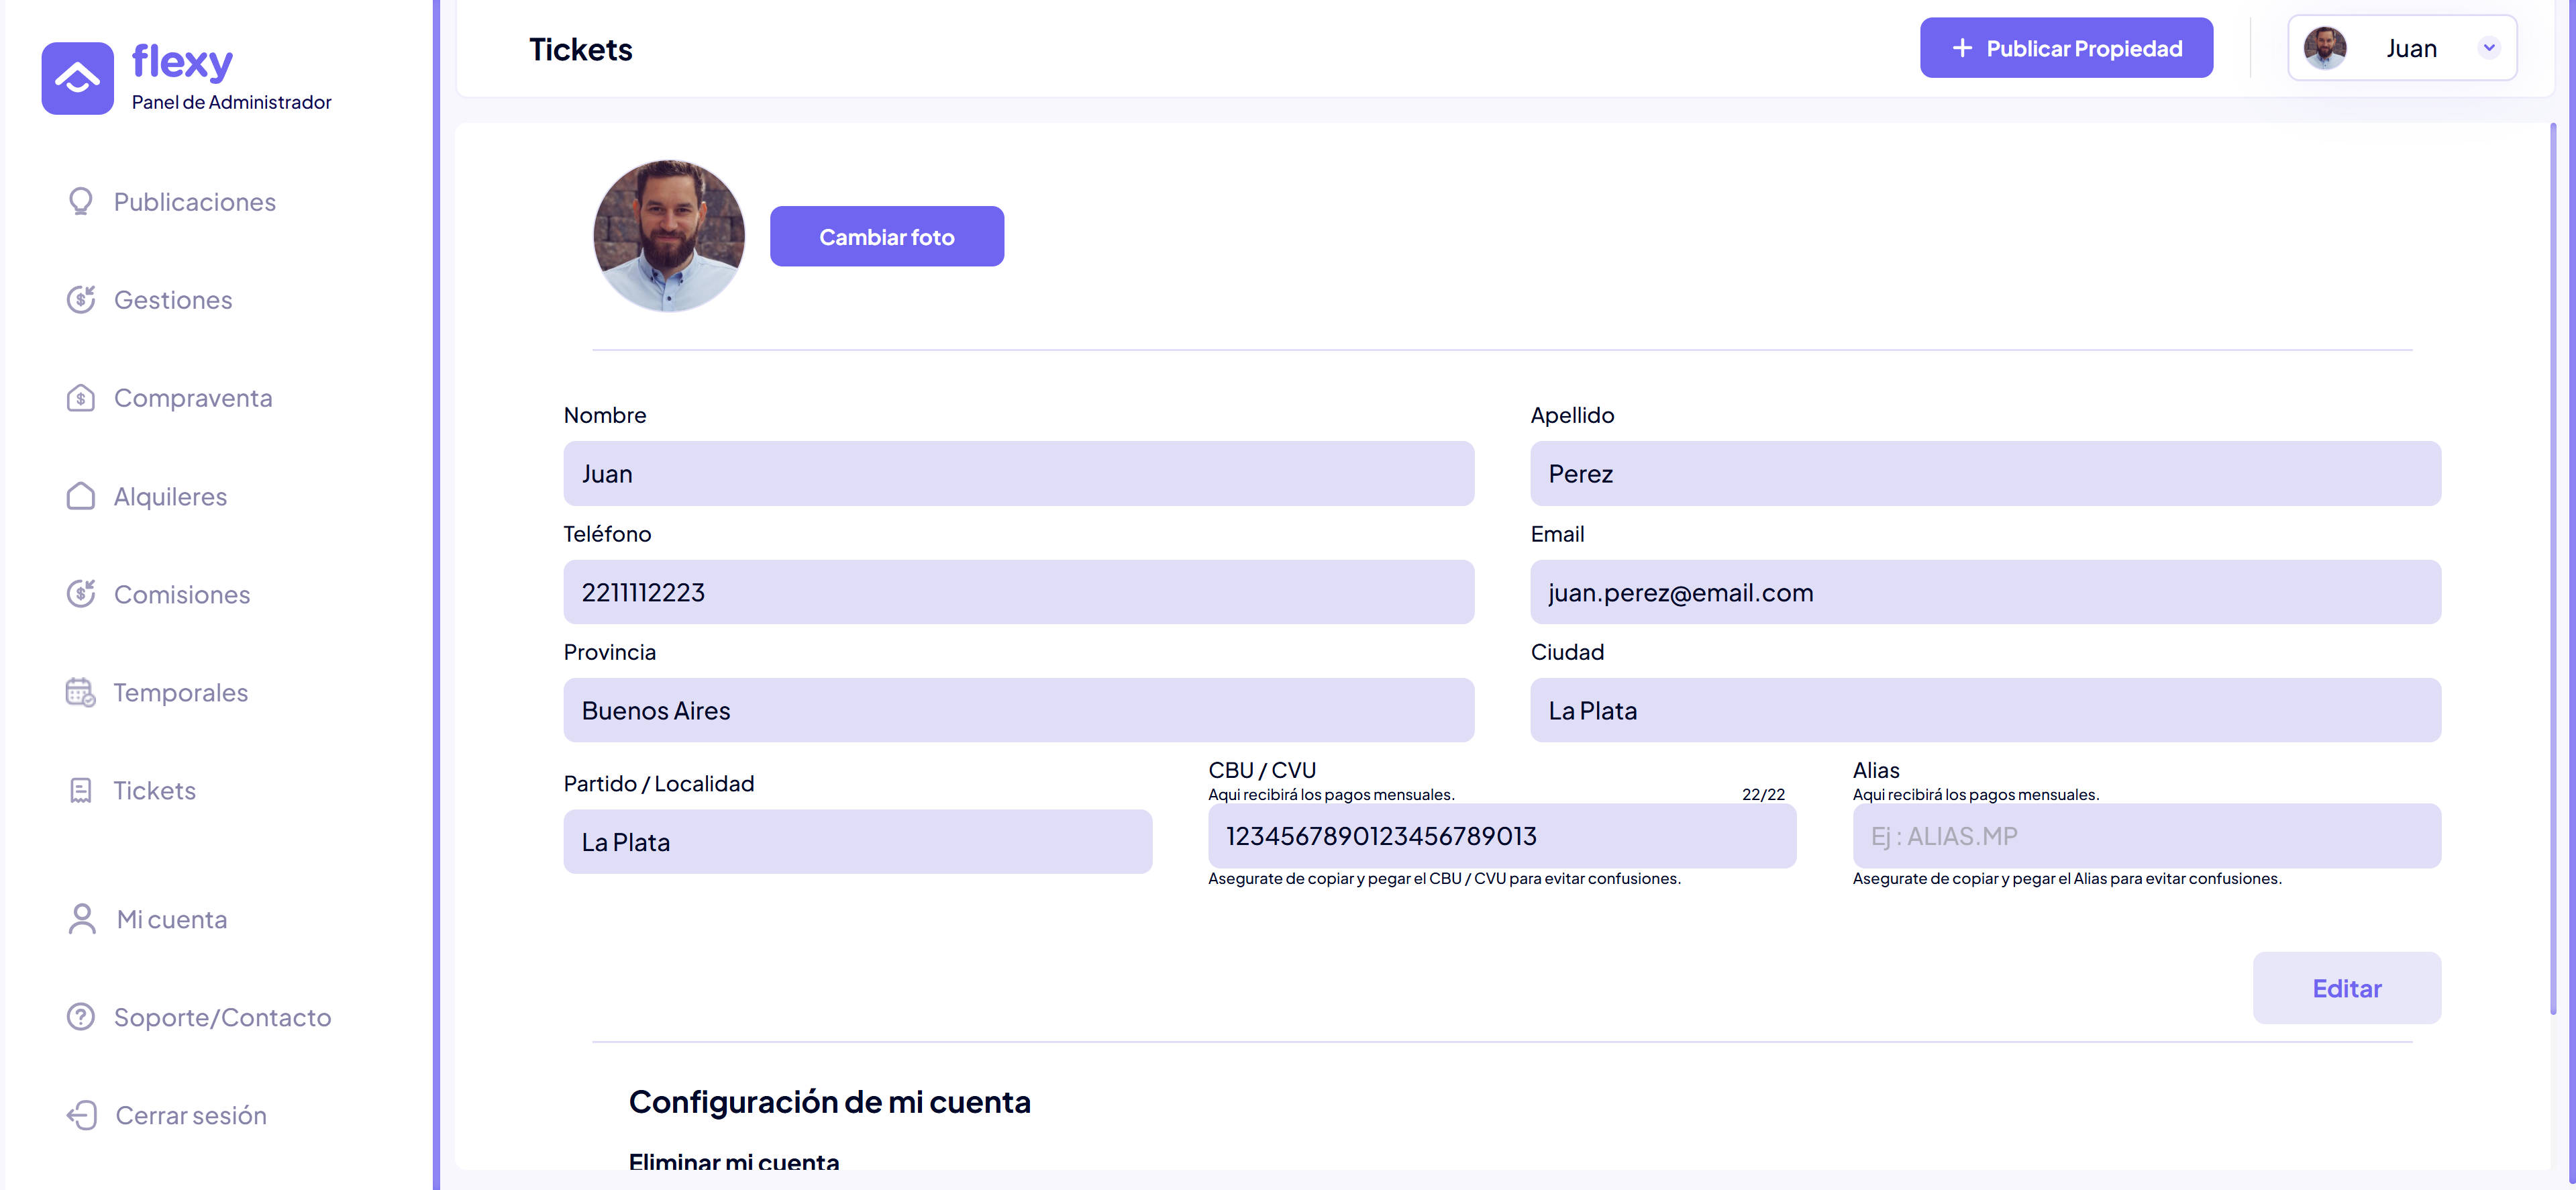 flexy
Panel de Administrador
Publicaciones
Gestiones
Compraventa
Alquileres
Comisiones
Temporales
Tickets
Mi cuenta
Soporte/Contacto
Cerrar sesión
Tickets
+ Publicar Propiedad
Juan
Cambiar foto
Nombre
Juan
Apellido
Perez
Teléfono
2211112223
Email
juan.perez@email.com
Provincia
Buenos Aires
Ciudad
La Plata
Partido / Localidad
La Plata
CBU / CVU
Aqui recibirá los pagos mensuales. 22/22
1234567890123456789013
Asegurate de copiar y pegar el CBU / CVU para evitar confusiones.
Alias
Aqui recibirá los pagos mensuales.
Ej : ALIAS.MP
Asegurate de copiar y pegar el Alias para evitar confusiones.
Editar
Configuración de mi cuenta
Eliminar mi cuenta